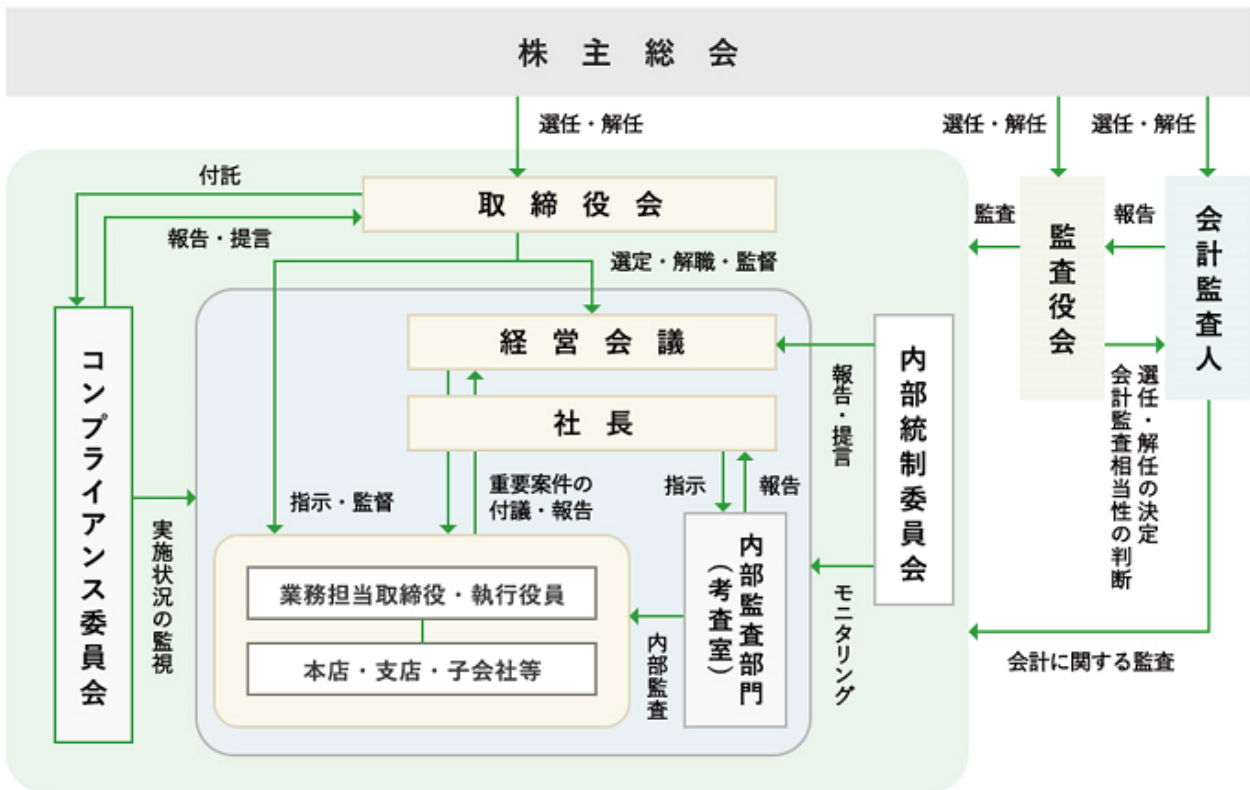 株主総会
選任・解任
選任・解任
選任・解任
付託
取締役会
報告・提言
選定・解職・監督
監査
報告
監査役会
会計監査人
経営会議
社長
コンプライアンス委員会
内部統制委員会
報告・提言
選任・解任の決定
会計監査相当性の判断
指示・監督
重要案件の
付議・報告
指示
報告
実施状況の監視
業務担当取締役・執行役員
本店・支店・子会社等
内部監査部門
（考査室）
内部監査
モニタリング
会計に関する監査